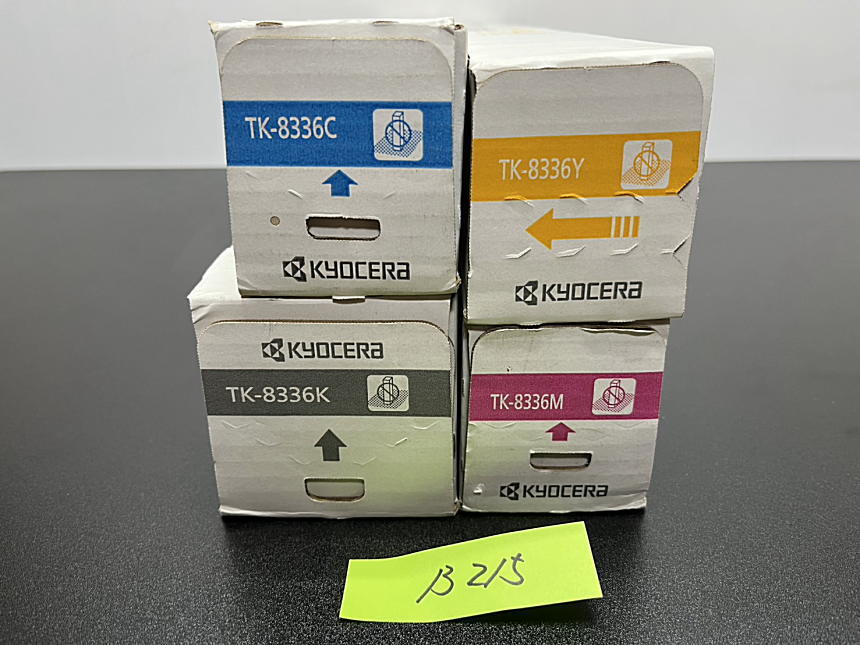 TK-8336C
KYOCERA
TK-8336Y
KYOCERA
KYOCERA
TK-8336K
TK-8336M
KYOCERA
B215